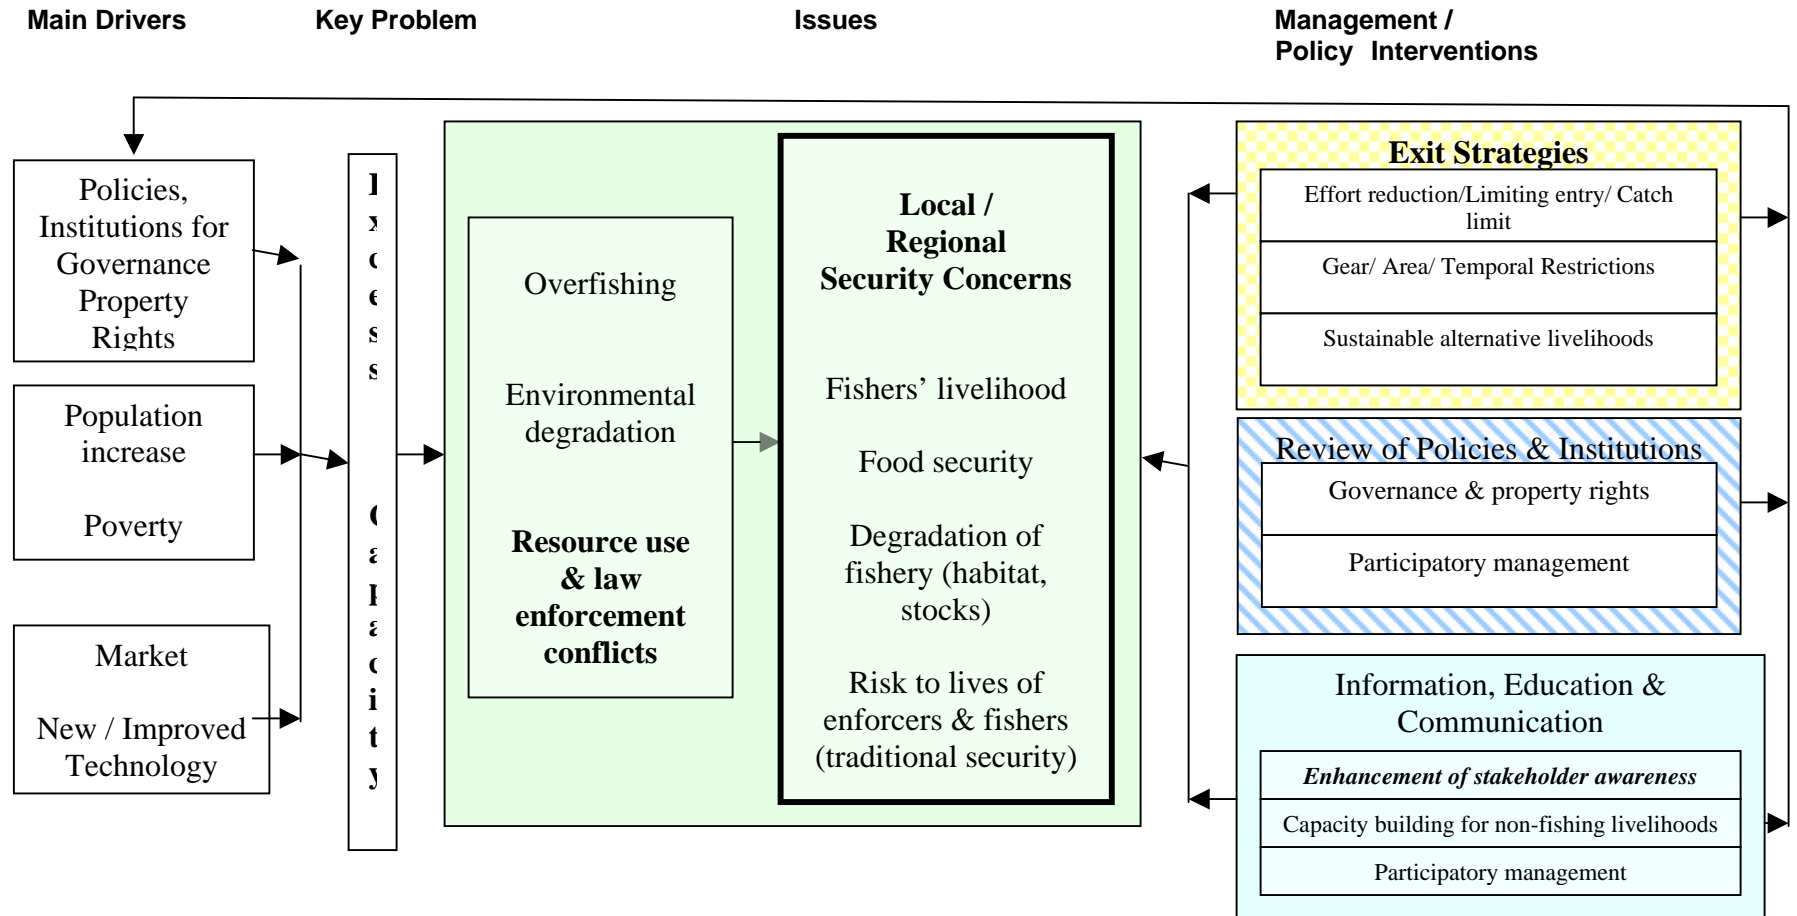 Main Drivers
Key Problem
Issues
Management /
Policy Interventions
Policies,
Institutions for
Governance
Property
Rights
Population
increase
Poverty
Market
New / Improved
Technology
Excess
Capacity
Overfishing
Environmental
degradation
Resource use
& law
enforcement
conflicts
Local /
Regional
Security Concerns
Fishers’ livelihood
Food security
Degradation of
fishery (habitat,
stocks)
Risk to lives of
enforcers & fishers
(traditional security)
Exit Strategies
Effort reduction/Limiting entry/ Catch
limit
Gear/ Area/ Temporal Restrictions
Sustainable alternative livelihoods
Review of Policies & Institutions
Governance & property rights
Participatory management
Information, Education &
Communication
Enhancement of stakeholder awareness
Capacity building for non-fishing livelihoods
Participatory management